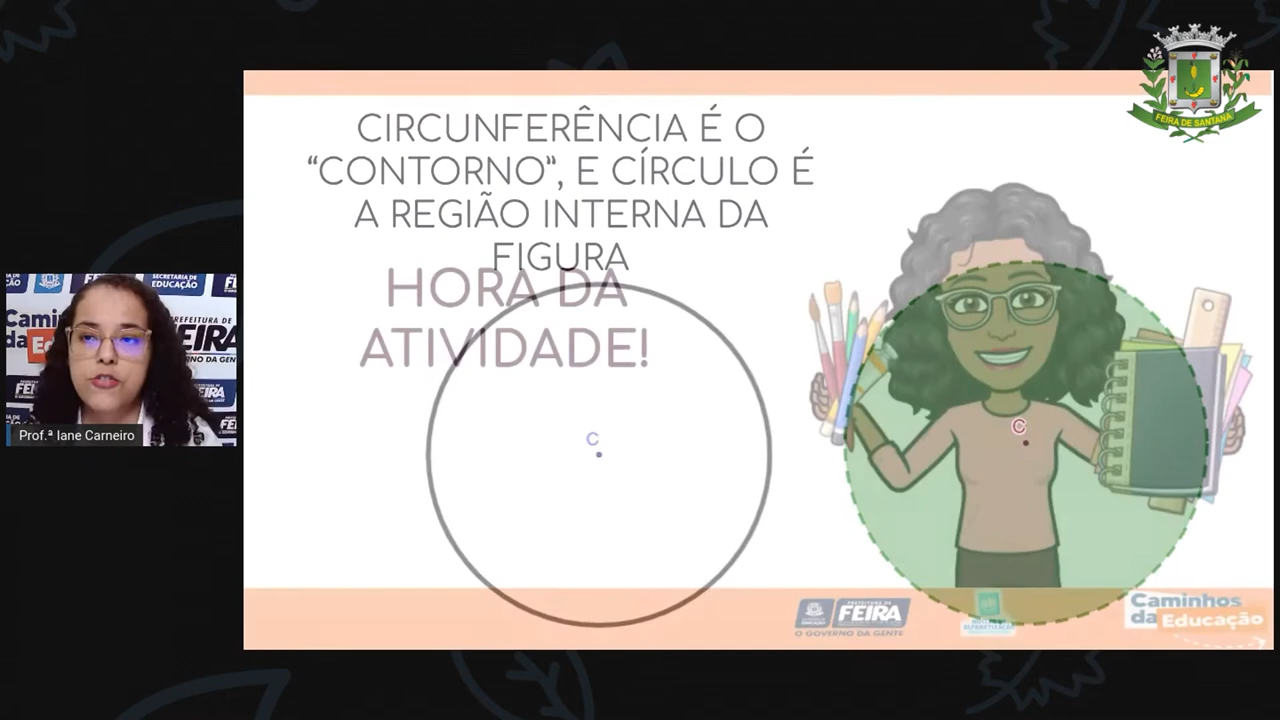 FEIRA DE SANTANA
CIRCUNFERÊNCIA É O
“CONTORNO”, E CÍRCULO É
A REGIÃO INTERNA DA
FIGURA
HORA DA
ATIVIDADE!
C
C
SECRETARIA DE
EDUCAÇÃO
Prof.ª Iane Carneiro
PREFEITURA DE
FEIRA
O GOVERNO DA GENTE
Caminhos
da Educação